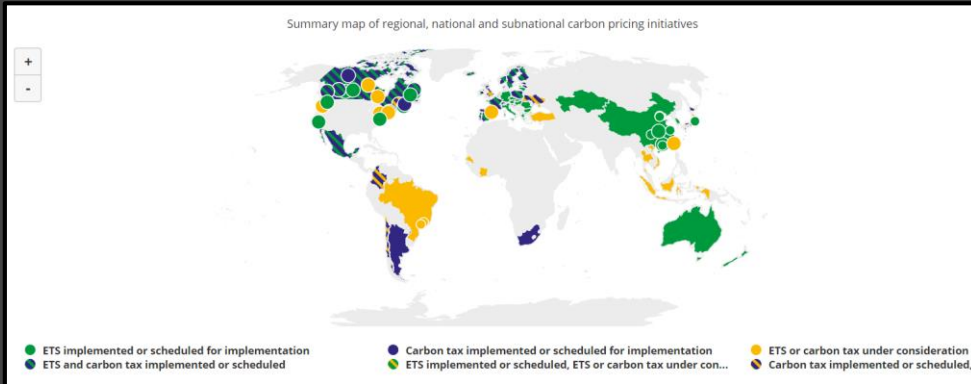 Summary map of regional, national and subnational carbon pricing initiatives
+
-
ETS implemented or scheduled for implementation
Carbon tax implemented or scheduled for implementation
ETS or carbon tax under consideration
ETS and carbon tax implemented or scheduled
ETS implemented or scheduled, ETS or carbon tax under con...
Carbon tax implemented or scheduled,